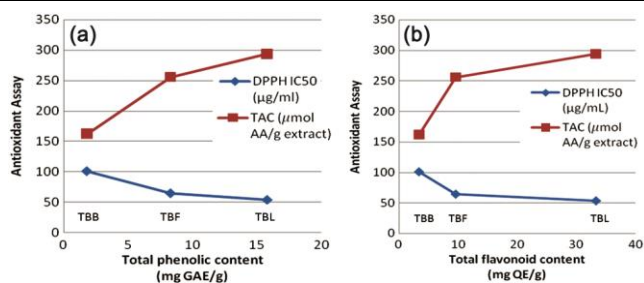 (a)
Antioxidant Assay
350
300
250
200
150
100
50
0
DPPH IC50
(µg/ml)
TAC (µmol
AA/g extract)
TBB TBF TBL
0 5 10 15 20
Total phenolic content
(mg GAE/g)
(b)
Antioxidant Assay
350
300
250
200
150
100
50
0
DPPH IC50
(µg/mL)
TAC (µmol
AA/g extract)
TBB TBF TBL
0 10 20 30 40
Total flavonoid content
(mg QE/g)